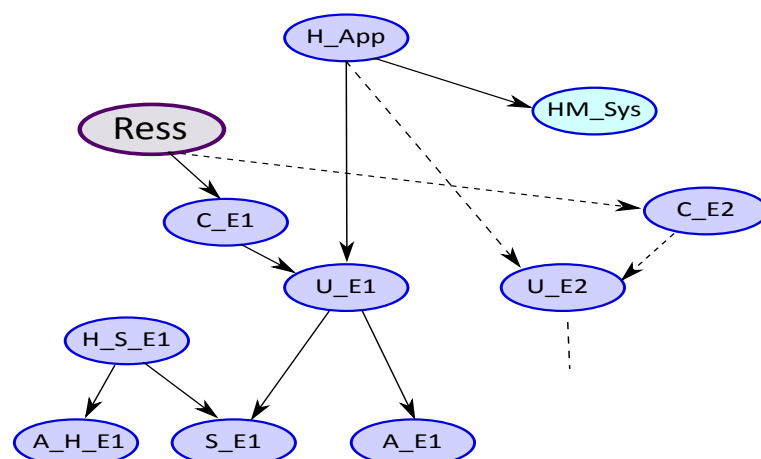 H_App
HM_Sys
Ress
C_E1
C_E2
U_E1
U_E2
H_S_E1
A_H_E1
S_E1
A_E1